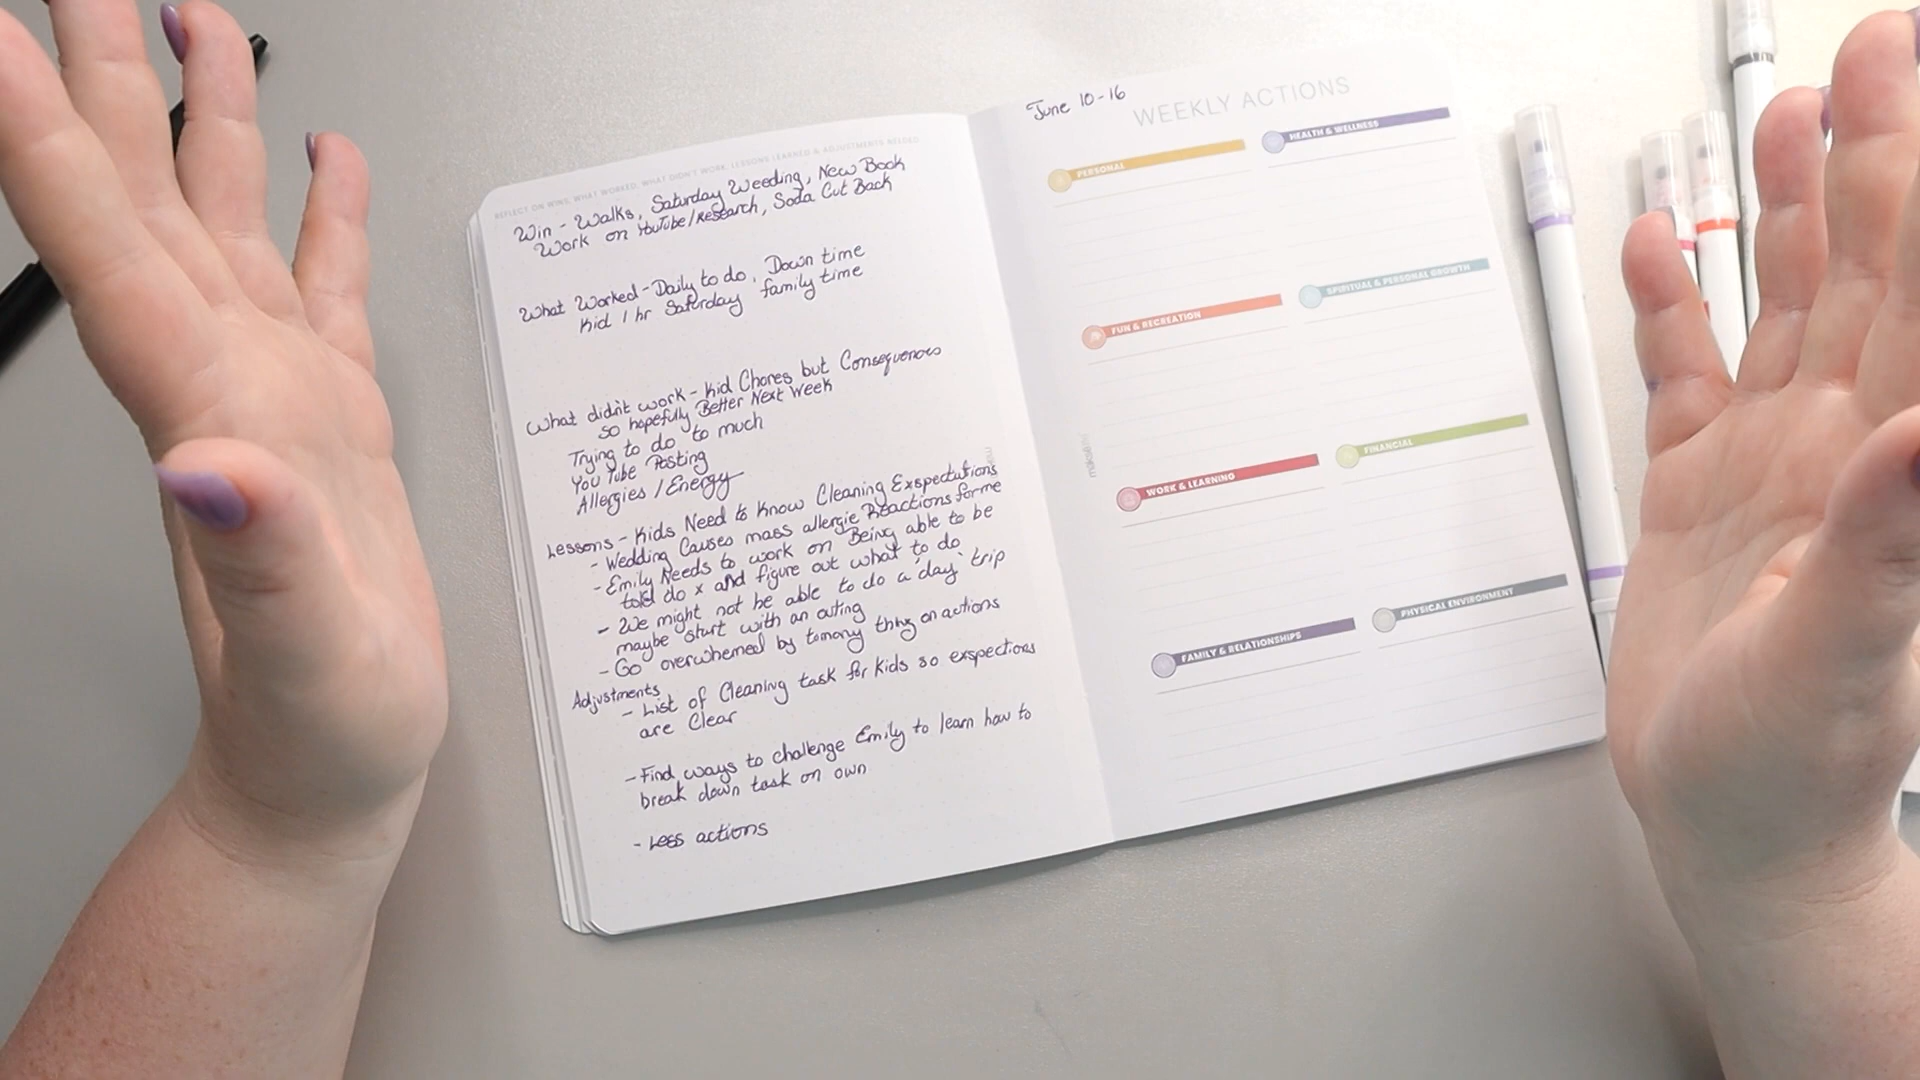 REFLECT ON WINS, WHAT WORKED, WHAT DIDN'T WORK, LESSONS LEARNED & ADJUSTMENTS NEEDED
Win - Walks, Saturday Weeding, New Book
Work on YouTube/Research, Soda Cut Back
What Worked - Daily to do, Down time
Kid 1 hr Saturday family time
What didn't work - Kid Chores but Consequences
so hopefully Better Next Week
Trying to do to much
YouTube Posting
Allergies / Energy
Lessons - Kids Need to Know Cleaning Exspectations
- Wedding Causes mass allergie Reactions for me
- Emily Needs to work on Being able to be
told do x and figure out what to do
- We might not be able to do a 'day' trip
maybe start with an outing
- Go overwhemed by tomany thing on actions
Adjustments
- List of Cleaning task for kids so exspections
are Clear
- Find ways to challenge Emily to learn how to
break down task on own
- Less actions
June 10-16
WEEKLY ACTIONS
PERSONAL
HEALTH & WELLNESS
FUN & RECREATION
SPIRITUAL & PERSONAL GROWTH
WORK & LEARNING
FINANCIAL
FAMILY & RELATIONSHIPS
PHYSICAL ENVIRONMENT